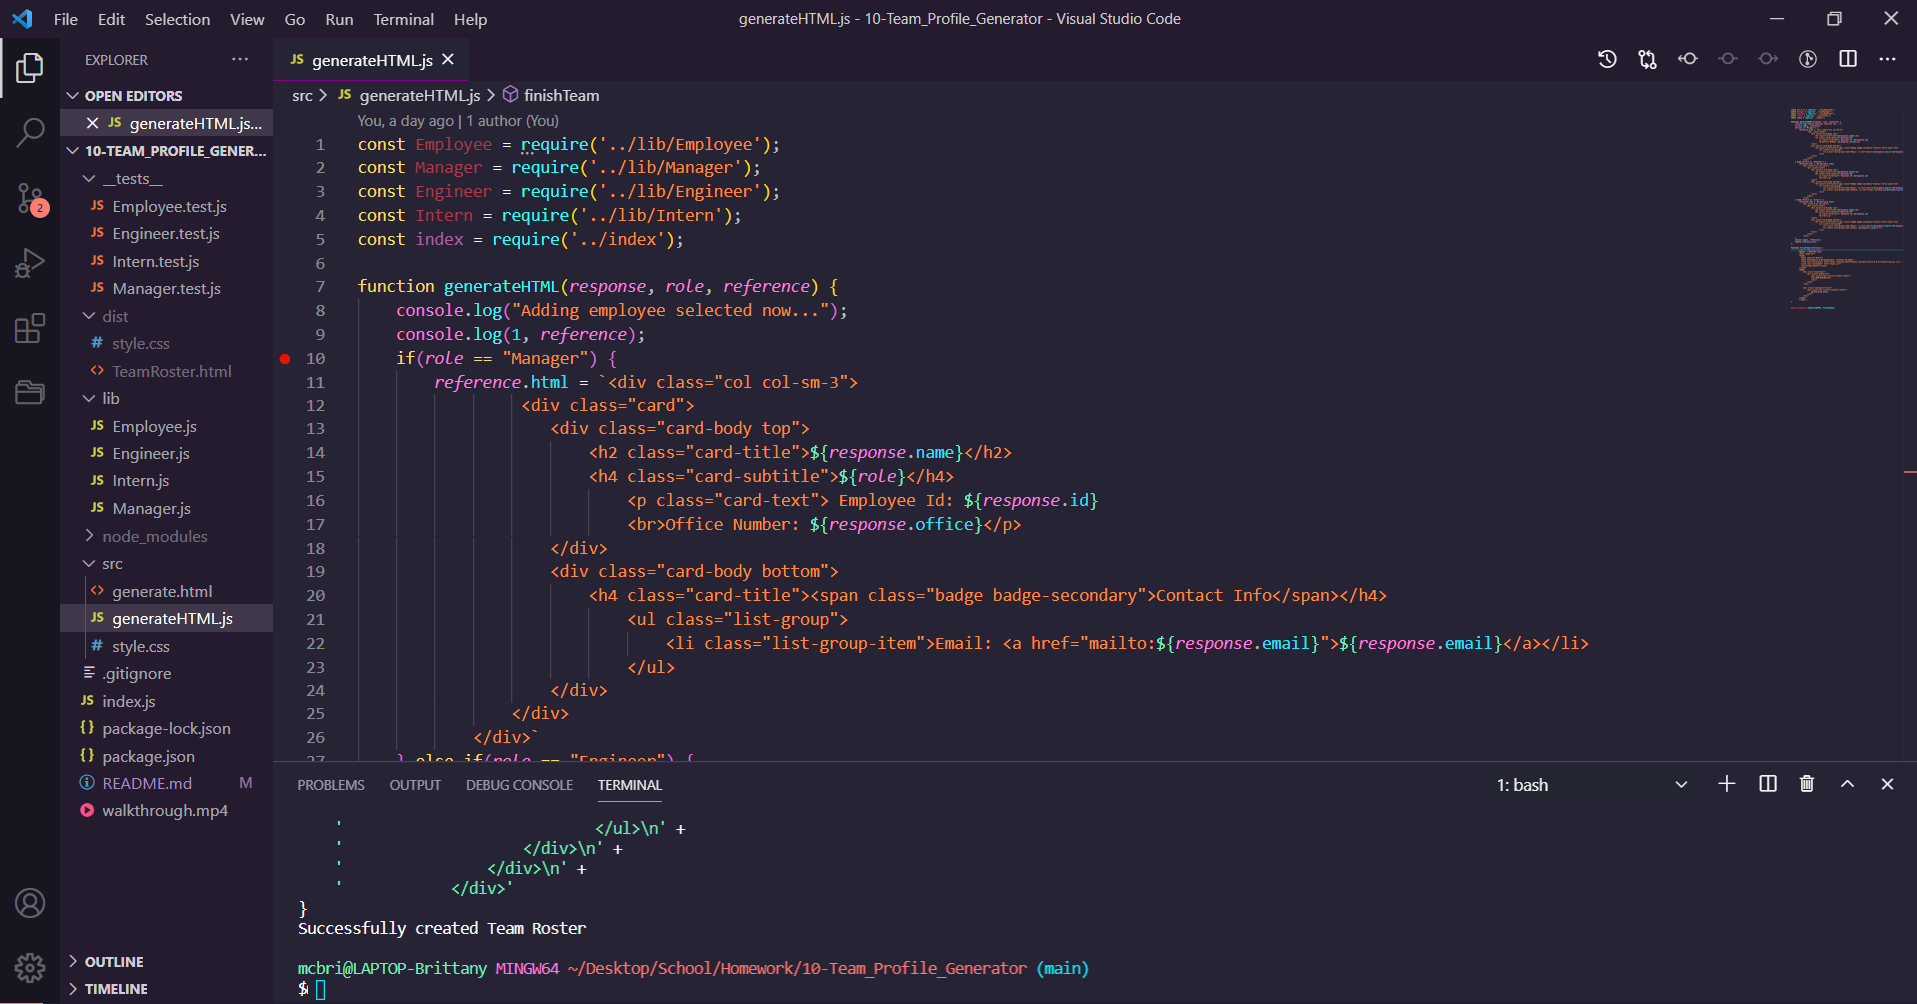 File Edit Selection View Go Run Terminal Help
generateHTML.js - 10-Team_Profile_Generator - Visual Studio Code
EXPLORER
OPEN EDITORS
JS generateHTML.js...
10-TEAM_PROFILE_GENER...
__tests__
JS Employee.test.js
JS Engineer.test.js
JS Intern.test.js
JS Manager.test.js
dist
# style.css
<> TeamRoster.html
lib
JS Employee.js
JS Engineer.js
JS Intern.js
JS Manager.js
node_modules
src
<> generate.html
JS generateHTML.js
# style.css
.gitignore
JS index.js
{} package-lock.json
{} package.json
README.md M
walkthrough.mp4
OUTLINE
TIMELINE
2
JS generateHTML.js
src > JS generateHTML.js > finishTeam
You, a day ago | 1 author (You)
1 const Employee = require('../lib/Employee');
2 const Manager = require('../lib/Manager');
3 const Engineer = require('../lib/Engineer');
4 const Intern = require('../lib/Intern');
5 const index = require('../index');
6
7 function generateHTML(response, role, reference) {
8 console.log("Adding employee selected now...");
9 console.log(1, reference);
10 if(role == "Manager") {
11 reference.html = `<div class="col col-sm-3">
12 <div class="card">
13 <div class="card-body top">
14 <h2 class="card-title">${response.name}</h2>
15 <h4 class="card-subtitle">${role}</h4>
16 <p class="card-text"> Employee Id: ${response.id}
17 <br>Office Number: ${response.office}</p>
18 </div>
19 <div class="card-body bottom">
20 <h4 class="card-title"><span class="badge badge-secondary">Contact Info</span></h4>
21 <ul class="list-group">
22 <li class="list-group-item">Email: <a href="mailto:${response.email}">${response.email}</a></li>
23 </ul>
24 </div>
25 </div>
26 </div>`
27 } else if(role == "Engineer") {
PROBLEMS OUTPUT DEBUG CONSOLE TERMINAL 1: bash
' </ul>\n' +
' </div>\n' +
' </div>\n' +
' </div>'
}
Successfully created Team Roster
mcbri@LAPTOP-Brittany MINGW64 ~/Desktop/School/Homework/10-Team_Profile_Generator (main)
$